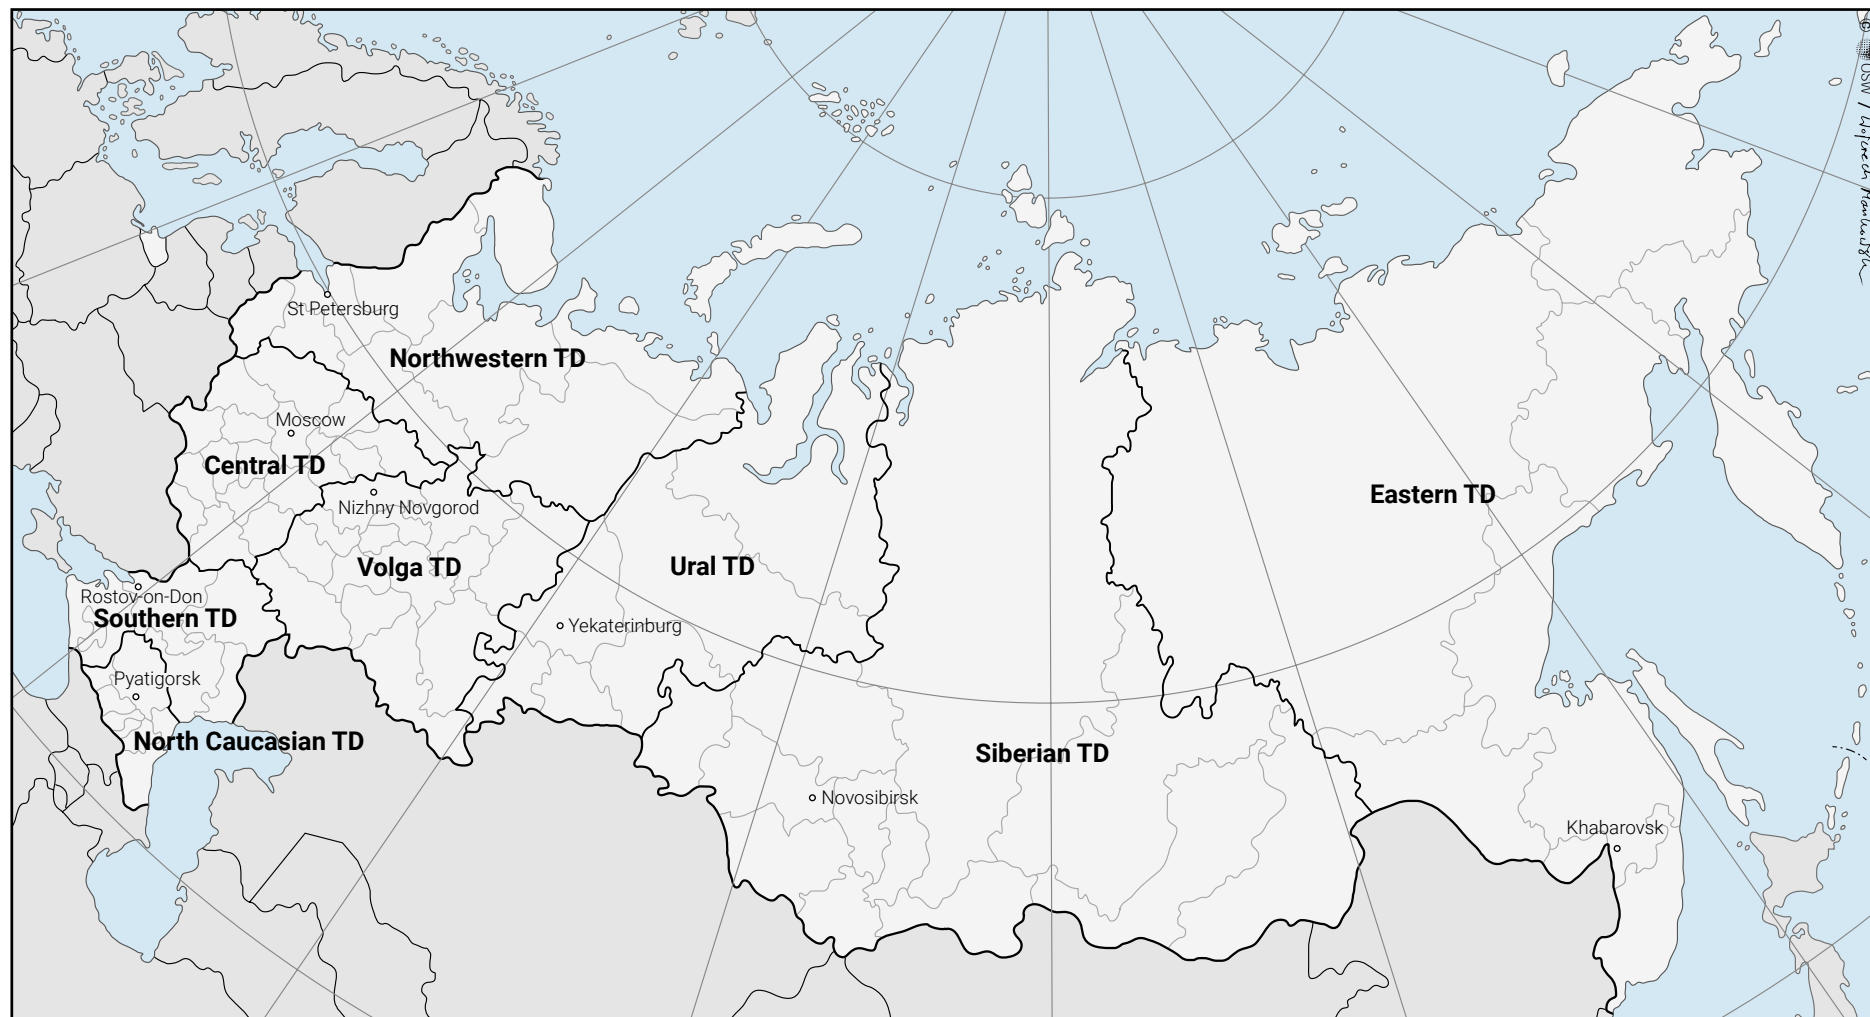 St Petersburg
Northwestern TD
Moscow
Central TD
Nizhny Novgorod
Eastern TD
Volga TD
Ural TD
Rostov-on-Don
Southern TD
Yekaterinburg
Pyatigorsk
North Caucasian TD
Siberian TD
Novosibirsk
Khabarovsk
© OSW /